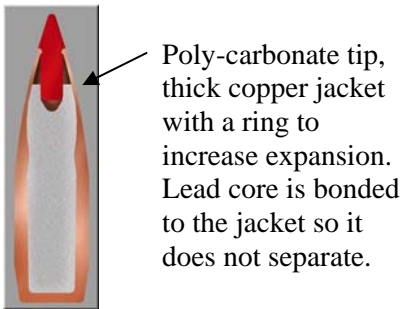 Poly-carbonate tip,
thick copper jacket
with a ring to
increase expansion.
Lead core is bonded
to the jacket so it
does not separate.